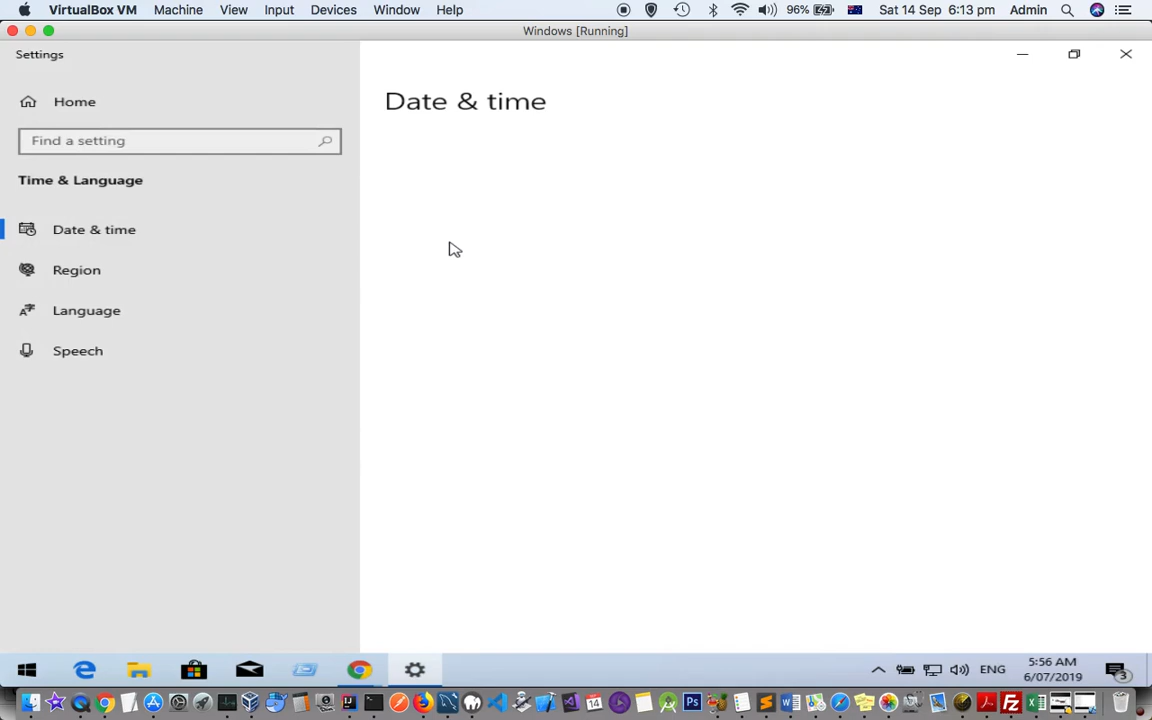 VirtualBox VM Machine View Input Devices Window Help 96% Sat 14 Sep 6:13 pm Admin
Windows [Running]
Settings
Home
Find a setting
Time & Language
Date & time
Region
Language
Speech
Date & time
ENG
5:56 AM
6/07/2019
3
14